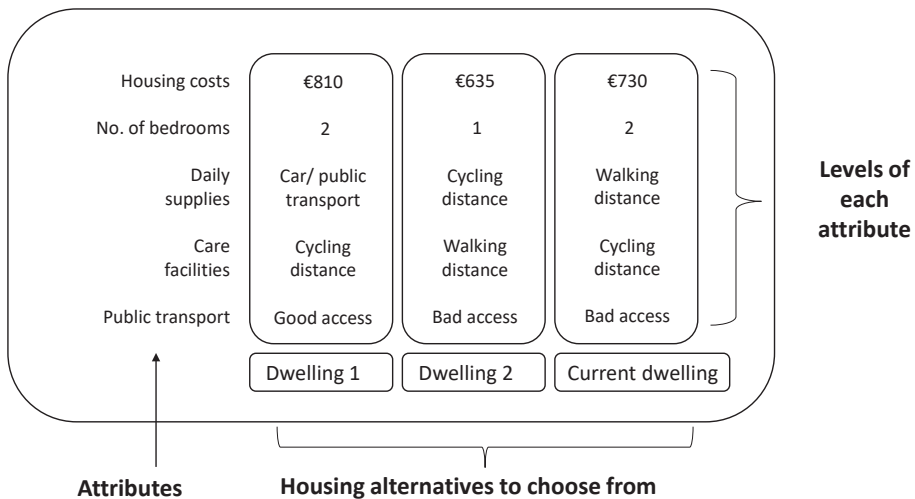 Housing costs €810 €635 €730
No. of bedrooms 2 1 2
Daily Car/ public Cycling Walking
supplies transport distance distance
Care Cycling Walking Cycling
facilities distance distance distance
Public transport Good access Bad access Bad access
Dwelling 1 Dwelling 2 Current dwelling
Levels of
each
attribute
Attributes Housing alternatives to choose from